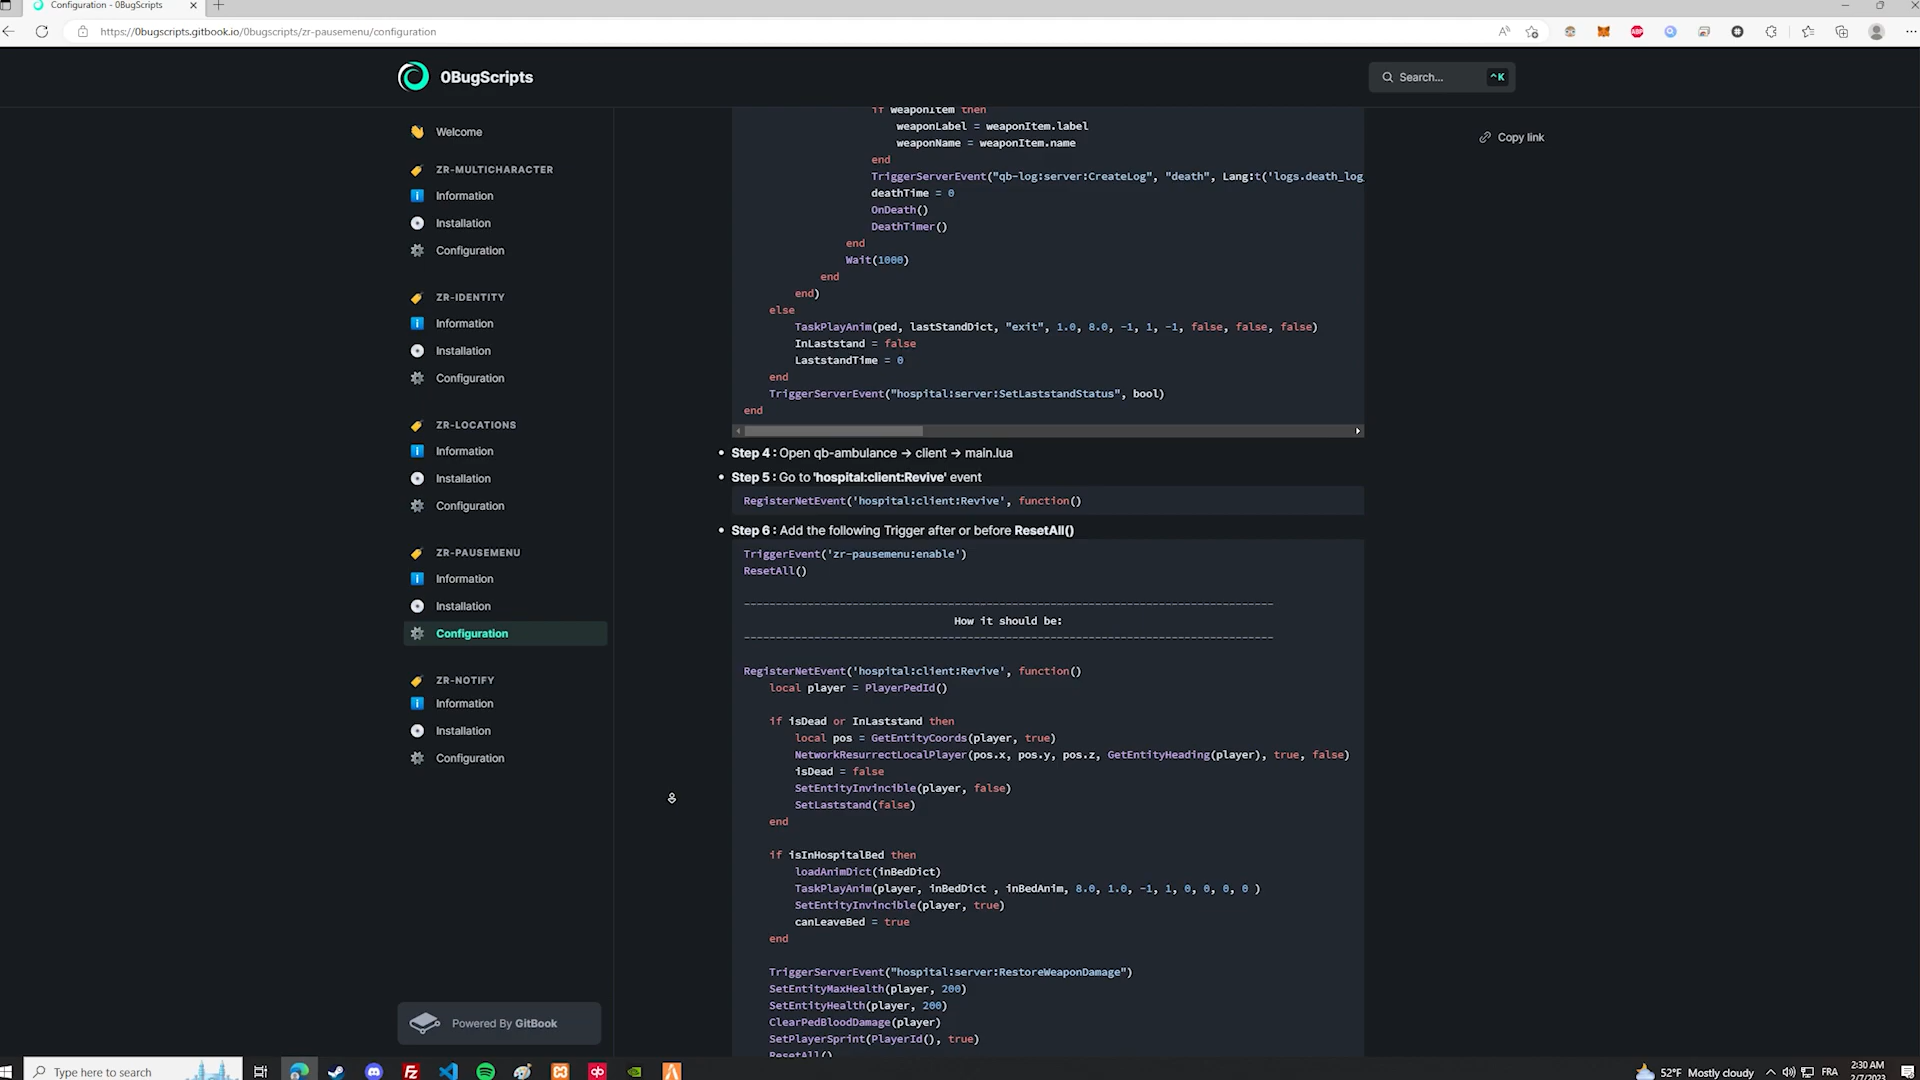 Configuration - 0BugScripts
https://0bugscripts.gitbook.io/0bugscripts/zr-pausemenu/configuration
0BugScripts
Search...
^K
Welcome
ZR-MULTICHARACTER
Information
Installation
Configuration
ZR-IDENTITY
Information
Installation
Configuration
ZR-LOCATIONS
Information
Installation
Configuration
ZR-PAUSEMENU
Information
Installation
Configuration
ZR-NOTIFY
Information
Installation
Configuration
Powered By GitBook
if weaponItem then
weaponLabel = weaponItem.label
weaponName = weaponItem.name
end
TriggerServerEvent("qb-log:server:CreateLog", "death", Lang:t('logs.death_log_
deathTime = 0
OnDeath()
DeathTimer()
end
Wait(1000)
end
end)
else
TaskPlayAnim(ped, lastStandDict, "exit", 1.0, 8.0, -1, 1, -1, false, false, false)
InLaststand = false
LaststandTime = 0
end
TriggerServerEvent("hospital:server:SetLaststandStatus", bool)
end
• Step 4 : Open qb-ambulance → client → main.lua
• Step 5 : Go to 'hospital:client:Revive' event
RegisterNetEvent('hospital:client:Revive', function()
• Step 6 : Add the following Trigger after or before ResetAll()
TriggerEvent('zr-pausemenu:enable')
ResetAll()
-----------------------------------------------------------------------------------
How it should be:
-----------------------------------------------------------------------------------
RegisterNetEvent('hospital:client:Revive', function()
local player = PlayerPedId()
if isDead or InLaststand then
local pos = GetEntityCoords(player, true)
NetworkResurrectLocalPlayer(pos.x, pos.y, pos.z, GetEntityHeading(player), true, false)
isDead = false
SetEntityInvincible(player, false)
SetLaststand(false)
end
if isInHospitalBed then
loadAnimDict(inBedDict)
TaskPlayAnim(player, inBedDict , inBedAnim, 8.0, 1.0, -1, 1, 0, 0, 0, 0 )
SetEntityInvincible(player, true)
canLeaveBed = true
end
TriggerServerEvent("hospital:server:RestoreWeaponDamage")
SetEntityMaxHealth(player, 200)
SetEntityHealth(player, 200)
ClearPedBloodDamage(player)
SetPlayerSprint(PlayerId(), true)
ResetAll()
Copy link
Type here to search
52°F Mostly cloudy
FRA
2:30 AM
2/7/2023